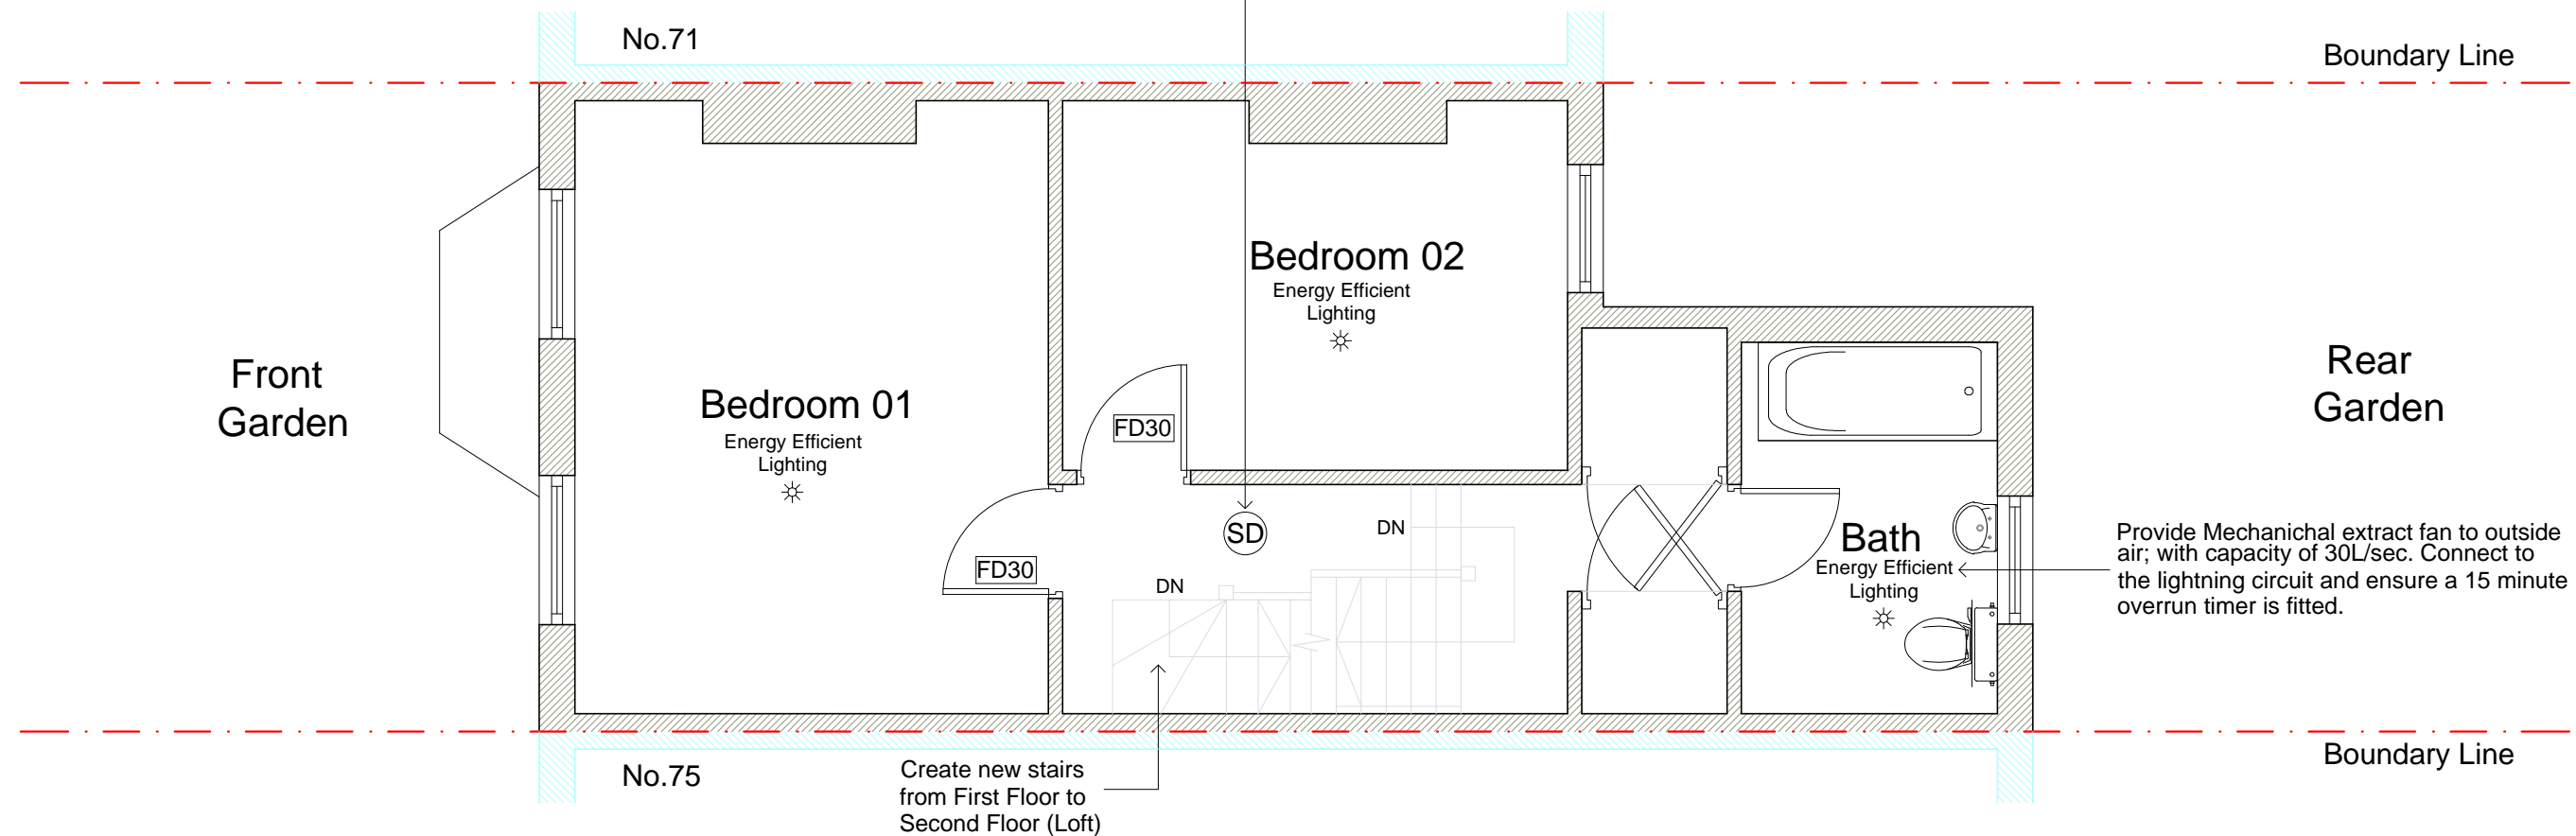 No.71
Boundary Line
Bedroom 02
Energy Efficient
Lighting
Front
Garden
Bedroom 01
Energy Efficient
Lighting
FD30
Rear
Garden
FD30
SD
DN
DN
Bath
Energy Efficient
Lighting
Provide Mechanichal extract fan to outside
air; with capacity of 30L/sec. Connect to
the lightning circuit and ensure a 15 minute
overrun timer is fitted.
No.75
Create new stairs
from First Floor to
Second Floor (Loft)
Boundary Line